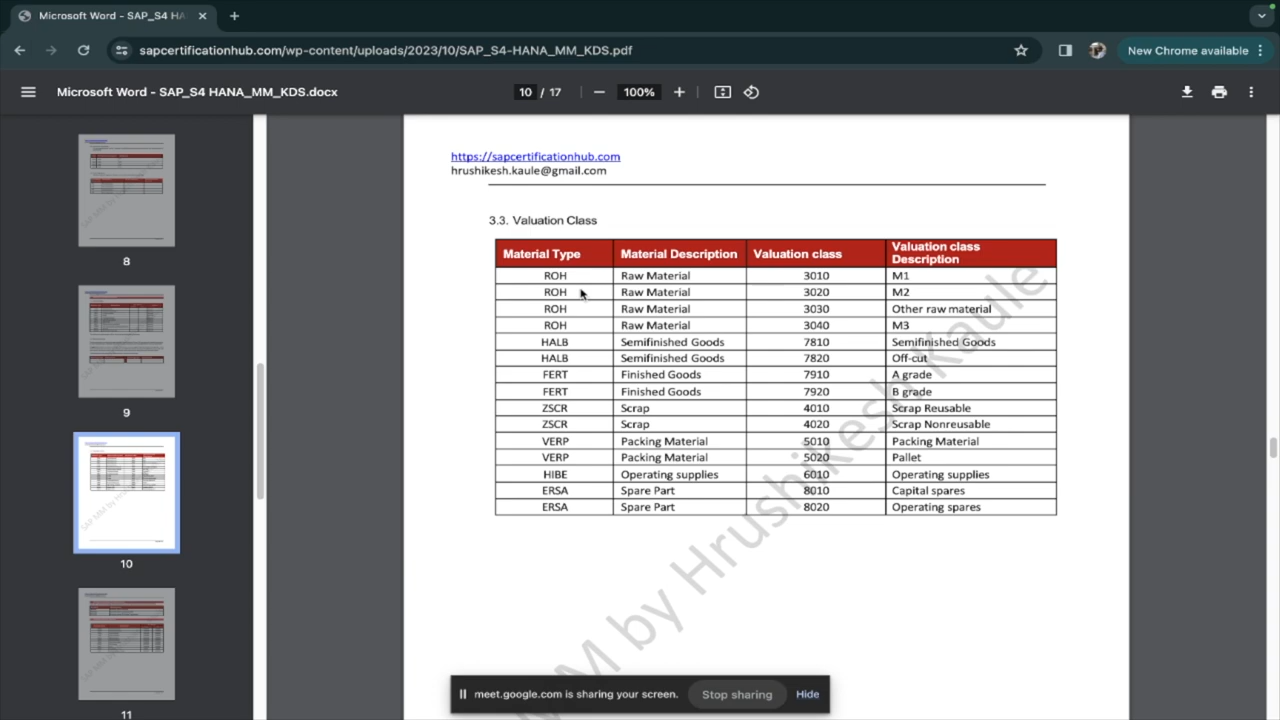 Microsoft Word - SAP_S4 HA
sapcertificationhub.com/wp-content/uploads/2023/10/SAP_S4-HANA_MM_KDS.pdf
New Chrome available
Microsoft Word - SAP_S4 HANA_MM_KDS.docx
10 / 17
100%
8
9
10
11
https://sapcertificationhub.com
hrushikesh.kaule@gmail.com
3.3. Valuation Class
Material Type Material Description Valuation class Valuation class Description
ROH Raw Material 3010 M1
ROH Raw Material 3020 M2
ROH Raw Material 3030 Other raw material
ROH Raw Material 3040 M3
HALB Semifinished Goods 7810 Semifinished Goods
HALB Semifinished Goods 7820 Off-cut
FERT Finished Goods 7910 A grade
FERT Finished Goods 7920 B grade
ZSCR Scrap 4010 Scrap Reusable
ZSCR Scrap 4020 Scrap Nonreusable
VERP Packing Material 5010 Packing Material
VERP Packing Material 5020 Pallet
HIBE Operating supplies 6010 Operating supplies
ERSA Spare Part 8010 Capital spares
ERSA Spare Part 8020 Operating spares
M by Hrushikesh Kaule
meet.google.com is sharing your screen. Stop sharing Hide